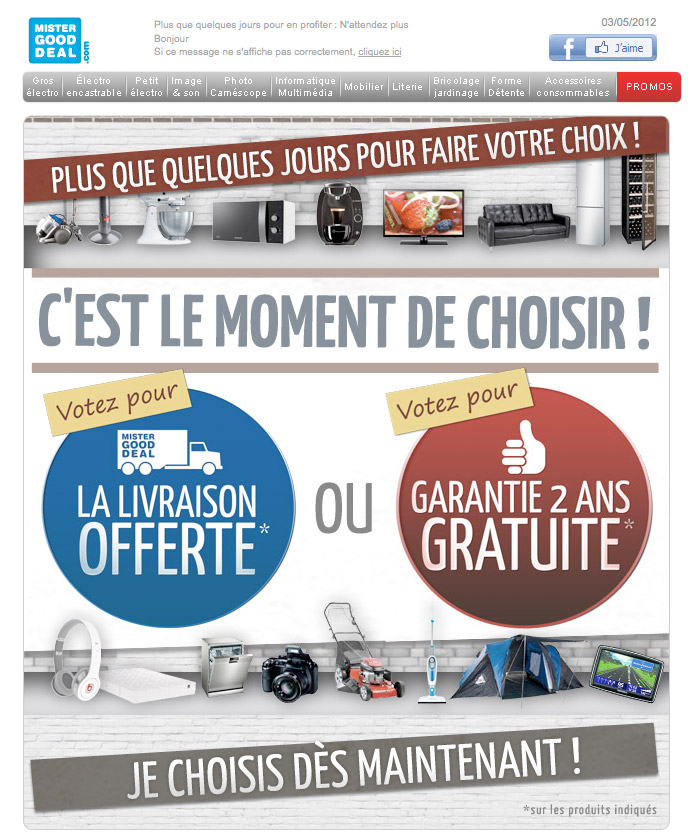 MISTER
GOOD
DEAL.com
Plus que quelques jours pour en profiter : N'attendez plus
Bonjour
Si ce message ne s'affiche pas correctement, cliquez ici
03/05/2012
f J'aime
Gros électro
Électro encastrable
Petit électro
Image & son
Photo Caméscope
Informatique Multimédia
Mobilier
Literie
Bricolage jardinage
Forme Détente
Accessoires consommables
PROMOS
PLUS QUE QUELQUES JOURS POUR FAIRE VOTRE CHOIX !
C'EST LE MOMENT DE CHOISIR !
Votez pour
MISTER
GOOD
DEAL
LA LIVRAISON
OFFERTE*
OU
Votez pour
GARANTIE 2 ANS
GRATUITE*
JE CHOISIS DÈS MAINTENANT !
*sur les produits indiqués